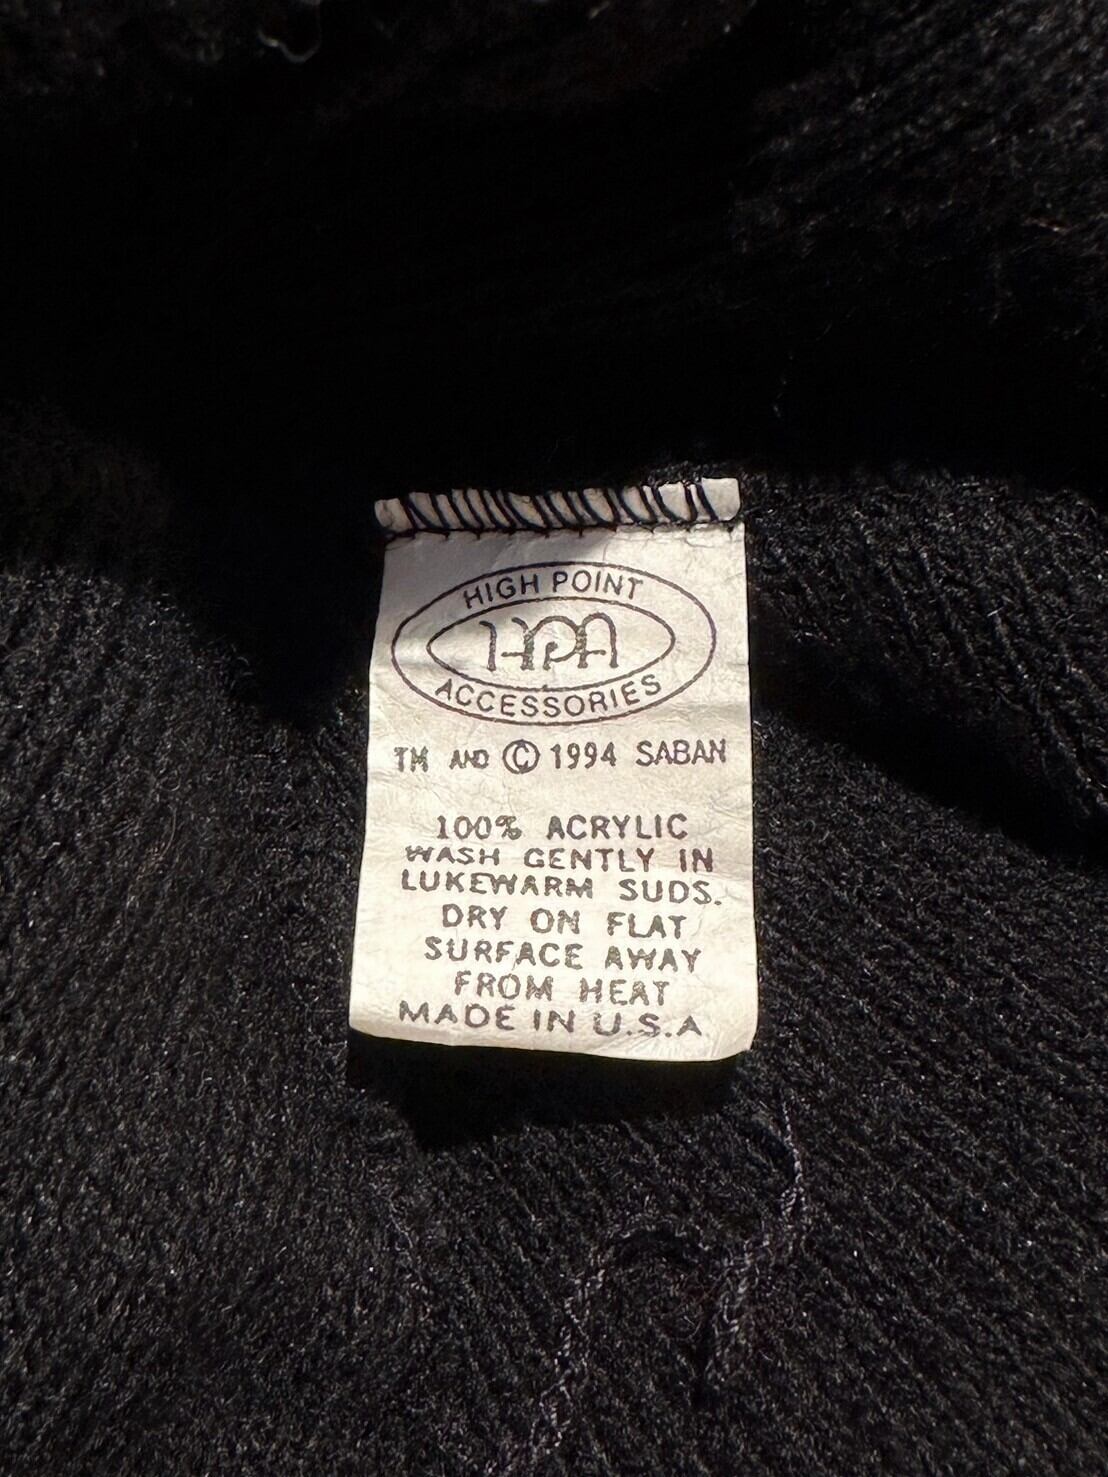 HIGH POINT
HPA
ACCESSORIES
TM AND © 1994 SABAN
100% ACRYLIC
WASH GENTLY IN
LUKEWARM SUDS.
DRY ON FLAT
SURFACE AWAY
FROM HEAT
MADE IN U.S.A